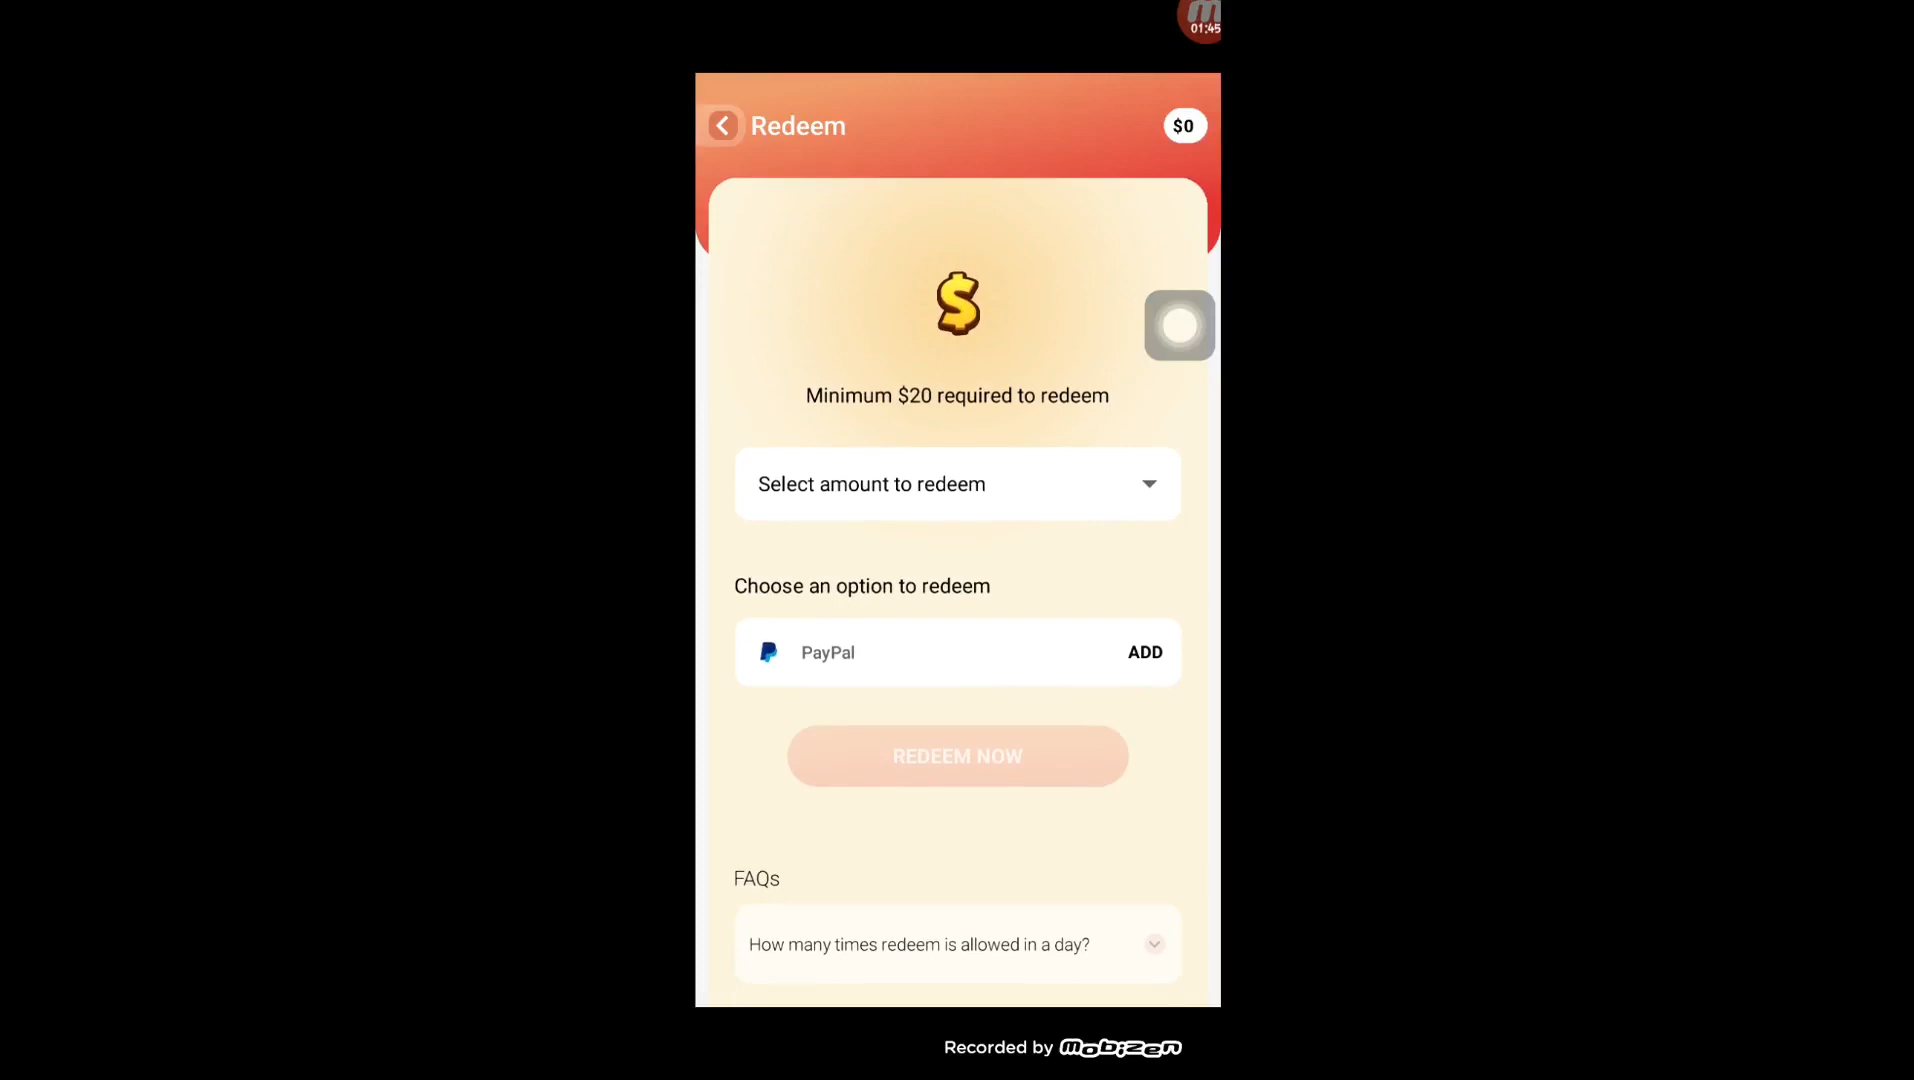 01:45
Redeem
$0
Minimum $20 required to redeem
Select amount to redeem
Choose an option to redeem
PayPal ADD
REDEEM NOW
FAQs
How many times redeem is allowed in a day?
Recorded by mobizen